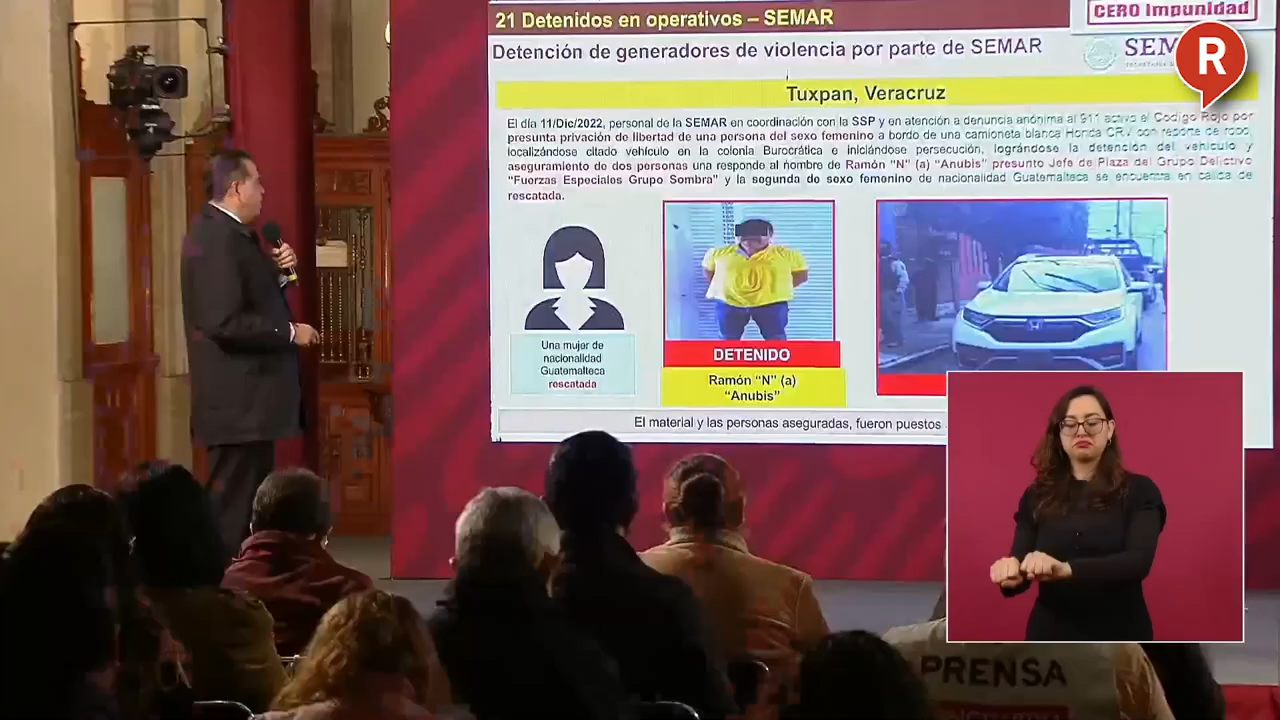 21 Detenidos en operativos – SEMAR
CERO Impunidad
Detención de generadores de violencia por parte de SEMAR
SEM
R
Tuxpan, Veracruz
El día 11/Dic/2022, personal de la SEMAR en coordinación con la SSP y en atención a denuncia anónima al 911 activó el Codigo Rojo por
presunta privación de libertad de una persona del sexo femenino a bordo de una camioneta blanca Honda CRV con reporte de robo,
localizándose citado vehículo en la colonia Burocrática e iniciándose persecución, lográndose la detención del vehículo y
aseguramiento de dos personas una responde al nombre de Ramón “N” (a) “Anubis” presunto Jefe de Plaza del Grupo Delictivo
“Fuerzas Especiales Grupo Sombra” y la segunda de sexo femenino de nacionalidad Guatemalteca se encuentra en calidad de
rescatada.
Una mujer de
nacionalidad
Guatemalteca
rescatada
DETENIDO
Ramón “N” (a)
“Anubis”
El material y las personas aseguradas, fueron puestos
PRENSA